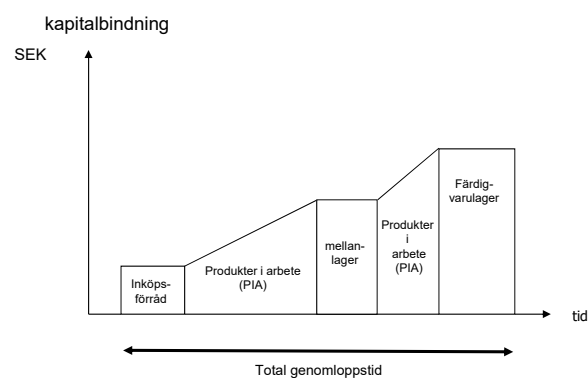 kapitalbindning
SEK
Färdig-
varulager
Produkter
i
arbete
(PIA)
mellan-
lager
Produkter i arbete
(PIA)
Inköps-
förråd
tid
Total genomloppstid